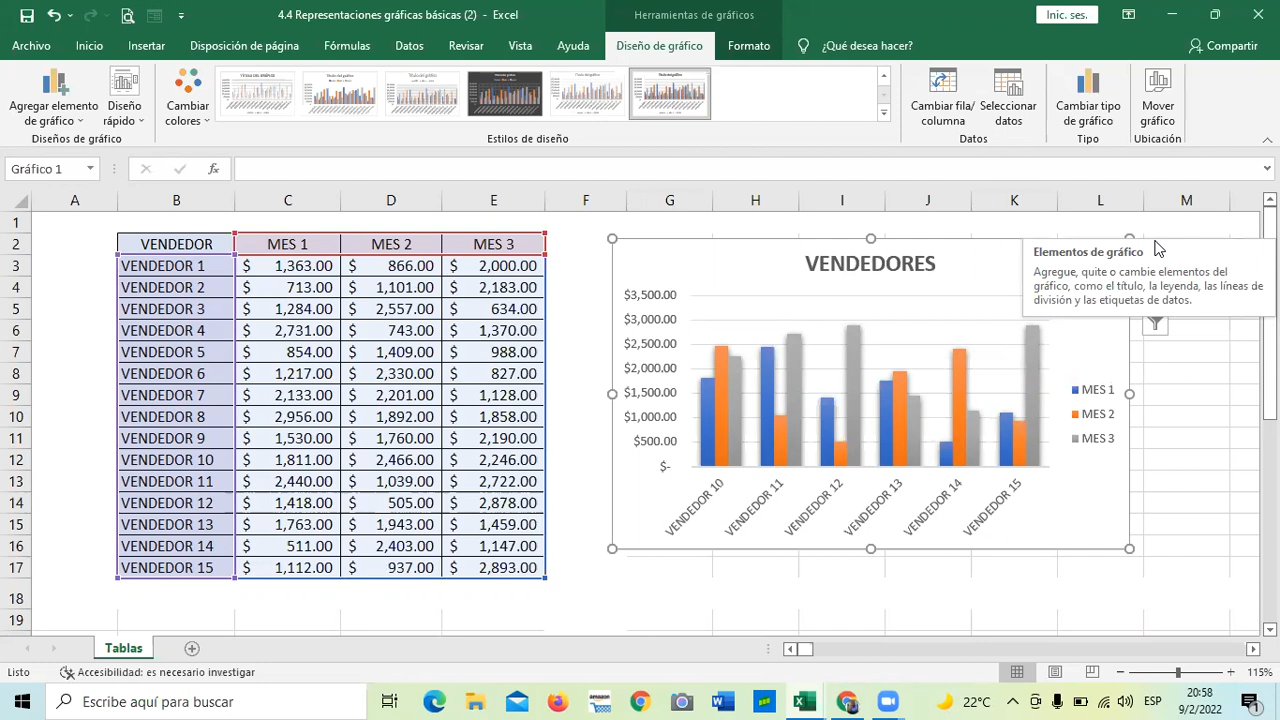 4.4 Representaciones gráficas básicas (2) - Excel
Herramientas de gráficos
Inic. ses.
Archivo Inicio Insertar Disposición de página Fórmulas Datos Revisar Vista Ayuda Diseño de gráfico Formato ¿Qué desea hacer? Compartir
Agregar elemento de gráfico
Diseño rápido
Cambiar colores
Cambiar fila/ columna
Seleccionar datos
Cambiar tipo de gráfico
Mover gráfico
Diseños de gráfico Estilos de diseño Datos Tipo Ubicación
Gráfico 1 fx
A B C D E F G H I J K L M
1
2 VENDEDOR MES 1 MES 2 MES 3
3 VENDEDOR 1 $ 1,363.00 $ 866.00 $ 2,000.00
4 VENDEDOR 2 $ 713.00 $ 1,101.00 $ 2,183.00
5 VENDEDOR 3 $ 1,284.00 $ 2,557.00 $ 634.00
6 VENDEDOR 4 $ 2,731.00 $ 743.00 $ 1,370.00
7 VENDEDOR 5 $ 854.00 $ 1,409.00 $ 988.00
8 VENDEDOR 6 $ 1,217.00 $ 2,330.00 $ 827.00
9 VENDEDOR 7 $ 2,133.00 $ 2,201.00 $ 1,128.00
10 VENDEDOR 8 $ 2,956.00 $ 1,892.00 $ 1,858.00
11 VENDEDOR 9 $ 1,530.00 $ 1,760.00 $ 2,190.00
12 VENDEDOR 10 $ 1,811.00 $ 2,466.00 $ 2,246.00
13 VENDEDOR 11 $ 2,440.00 $ 1,039.00 $ 2,722.00
14 VENDEDOR 12 $ 1,418.00 $ 505.00 $ 2,878.00
15 VENDEDOR 13 $ 1,763.00 $ 1,943.00 $ 1,459.00
16 VENDEDOR 14 $ 511.00 $ 2,403.00 $ 1,147.00
17 VENDEDOR 15 $ 1,112.00 $ 937.00 $ 2,893.00
18
19
VENDEDORES
$3,500.00
$3,000.00
$2,500.00
$2,000.00
$1,500.00
$1,000.00
$500.00
$-
VENDEDOR 10 VENDEDOR 11 VENDEDOR 12 VENDEDOR 13 VENDEDOR 14 VENDEDOR 15
MES 1
MES 2
MES 3
Elementos de gráfico
Agregue, quite o cambie elementos del
gráfico, como el título, la leyenda, las líneas de
división y las etiquetas de datos.
Tablas
Listo Accesibilidad: es necesario investigar 115%
Escribe aquí para buscar
22°C
ESP
20:58
9/2/2022